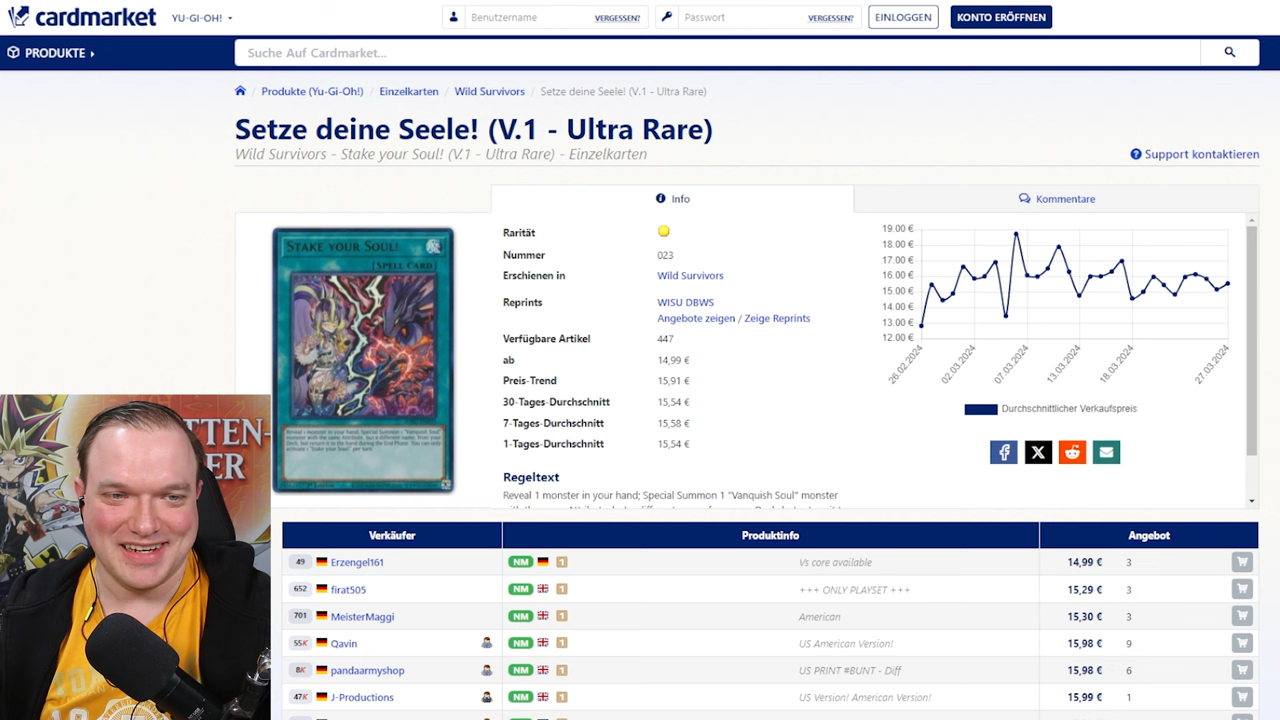 cardmarket
YU-GI-OH!
Benutzername
VERGESSEN?
Passwort
VERGESSEN?
EINLOGGEN
KONTO ERÖFFNEN
PRODUKTE
Suche Auf Cardmarket...
/ Produkte (Yu-Gi-Oh!) / Einzelkarten / Wild Survivors / Setze deine Seele! (V.1 - Ultra Rare)
Setze deine Seele! (V.1 - Ultra Rare)
Wild Survivors - Stake your Soul! (V.1 - Ultra Rare) - Einzelkarten
Support kontaktieren
Info
Kommentare
STAKE YOUR SOUL!
[SPELL CARD]
Rarität
Nummer 023
Erschienen in Wild Survivors
Reprints WISU DBWS
Angebote zeigen / Zeige Reprints
Verfügbare Artikel 447
ab 14,99 €
Preis-Trend 15,91 €
30-Tages-Durchschnitt 15,54 €
7-Tages-Durchschnitt 15,58 €
1-Tages-Durchschnitt 15,54 €
Regeltext
Reveal 1 monster in your hand; Special Summon 1 "Vanquish Soul" monster
19.00 €
18.00 €
17.00 €
16.00 €
15.00 €
14.00 €
13.00 €
12.00 €
26.02.2024
02.03.2024
07.03.2024
13.03.2024
18.03.2024
27.03.2024
Durchschnittlicher Verkaufspreis
TTEN-
ER
Verkäufer Produktinfo Angebot
49 Erzengel161 NM 1 Vs core available 14,99 € 3
652 firat505 NM 1 +++ ONLY PLAYSET +++ 15,29 € 3
701 MeisterMaggi NM 1 American 15,30 € 3
55K Qavin NM 1 US American Version! 15,98 € 9
8K pandaarmyshop NM 1 US PRINT #BUNT - Diff 15,98 € 6
47K J-Productions NM 1 US Version! American Version! 15,99 € 1